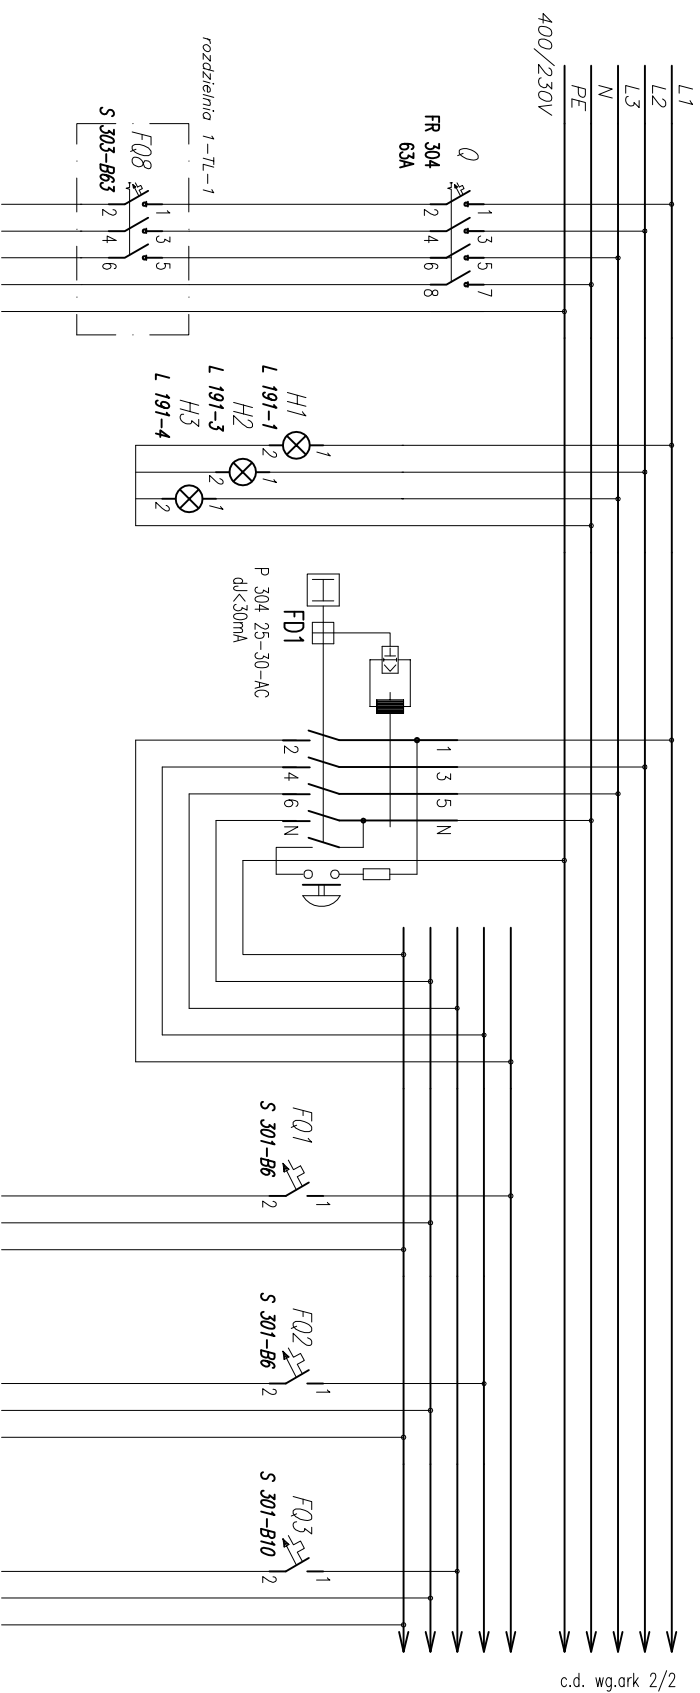 L1
L2
L3
N
PE
400/230V
Q
FR 304
63A
1
2
3
4
5
6
7
8
rozdzielnia 1-TL-1
FQ8
S 303-B63
1
2
3
4
5
6
H1
L 191-1
1
2
H2
L 191-3
1
2
H3
L 191-4
1
2
FD1
P 304 25-30-AC
dJ<30mA
H
H
1
2
3
4
5
6
N
N
FQ1
S 301-B6
1
2
FQ2
S 301-B6
1
2
FQ3
S 301-B10
1
2
c.d. wg.ark 2/2